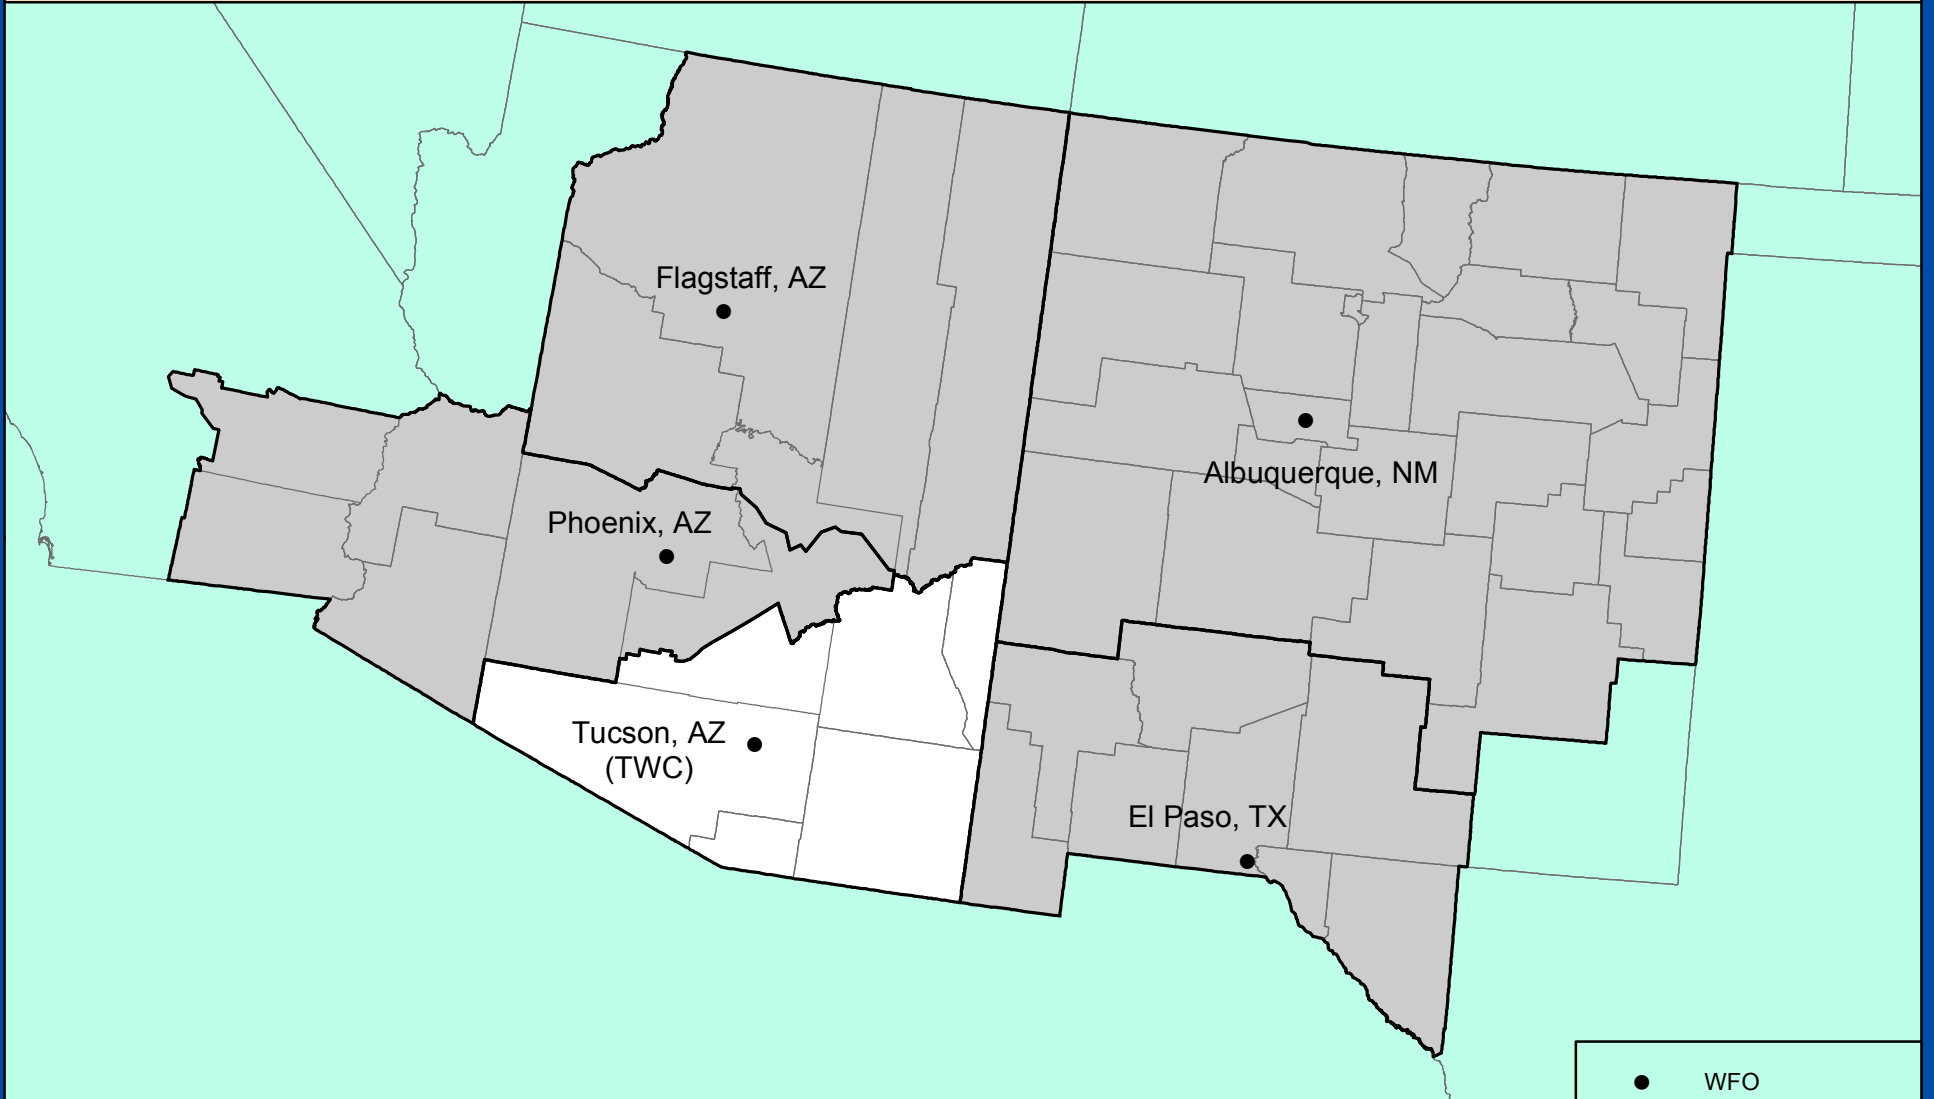 Flagstaff, AZ
Albuquerque, NM
Phoenix, AZ
Tucson, AZ
(TWC)
El Paso, TX
WFO